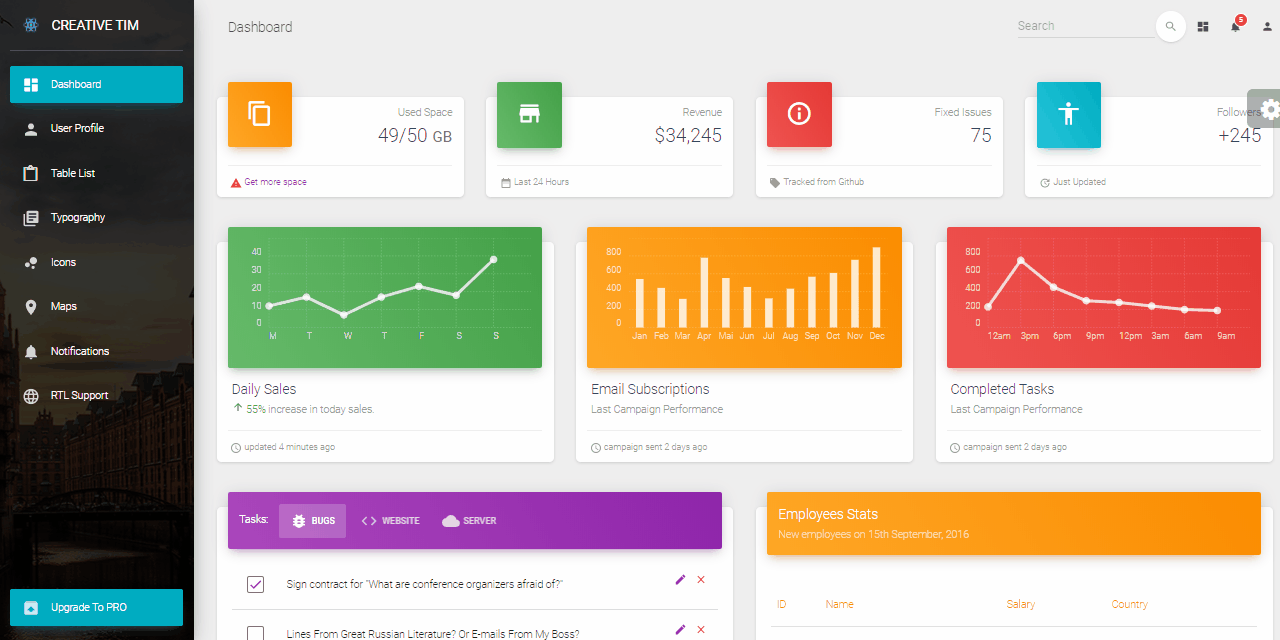 CREATIVE TIM
Dashboard
User Profile
Table List
Typography
Icons
Maps
Notifications
RTL Support
Upgrade To PRO
Dashboard
Search
5
Used Space
49/50 GB
Get more space
Revenue
$34,245
Last 24 Hours
Fixed Issues
75
Tracked from Github
Followers
+245
Just Updated
40
30
20
10
0
M T W T F S S
Daily Sales
55% increase in today sales.
updated 4 minutes ago
800
600
400
200
0
Jan Feb Mar Apr Mai Jun Jul Aug Sep Oct Nov Dec
Email Subscriptions
Last Campaign Performance
campaign sent 2 days ago
800
600
400
200
0
12am 3pm 6pm 9pm 12pm 3am 6am 9am
Completed Tasks
Last Campaign Performance
campaign sent 2 days ago
Tasks: BUGS WEBSITE SERVER
Sign contract for "What are conference organizers afraid of?"
Lines From Great Russian Literature? Or E-mails From My Boss?
Employees Stats
New employees on 15th September, 2016
ID Name Salary Country